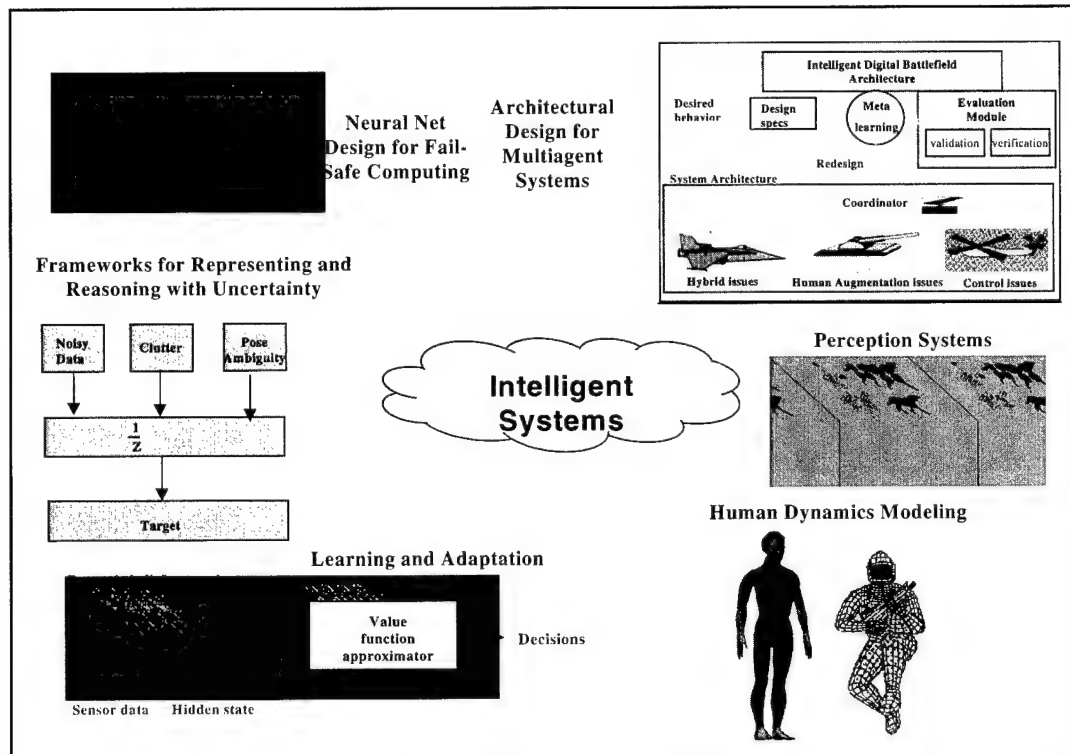 Neural Net
Design for Fail-
Safe Computing
Architectural
Design for
Multiagent
Systems
Intelligent Digital Battlefield
Architecture
Desired
behavior
Design
specs
Meta
learning
Evaluation
Module
validation
verification
Redesign
System Architecture
Coordinator
Hybrid issues
Human Augmentation issues
Control issues
Frameworks for Representing and
Reasoning with Uncertainty
Noisy
Data
Clutter
Pose
Ambiguity
1
Z
Target
Intelligent
Systems
Perception Systems
Human Dynamics Modeling
Learning and Adaptation
Value
function
approximator
Decisions
Sensor data
Hidden state